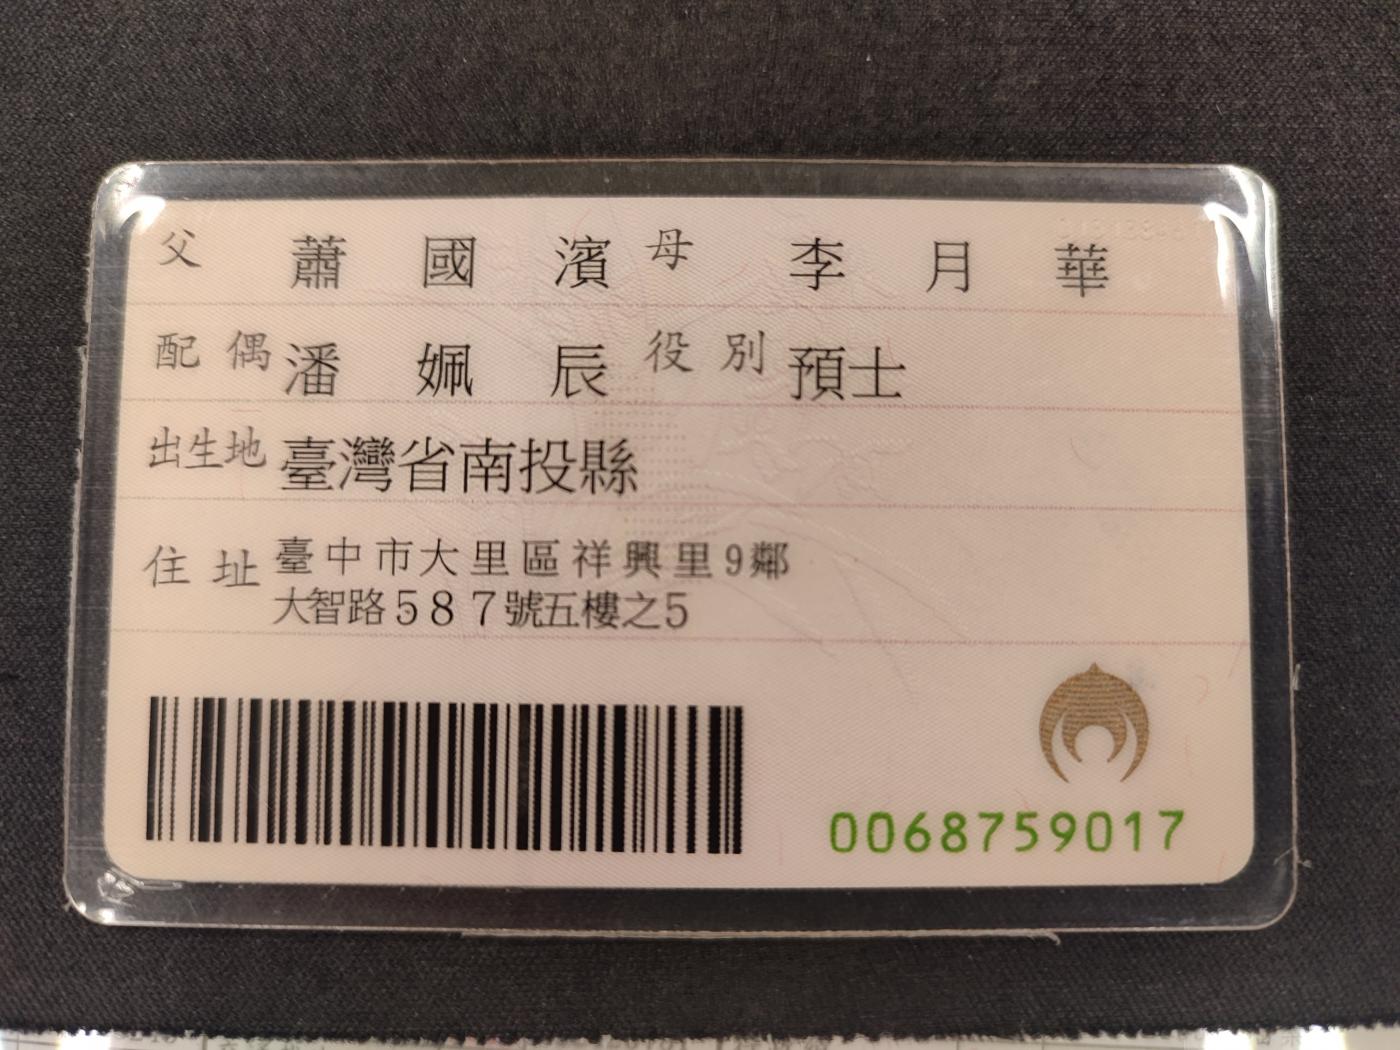 父 蕭國濱 母 李月華
配偶 潘姵辰 役別 預士
出生地 臺灣省南投縣
住址 臺中市大里區祥興里9鄰
大智路587號五樓之5
0068759017